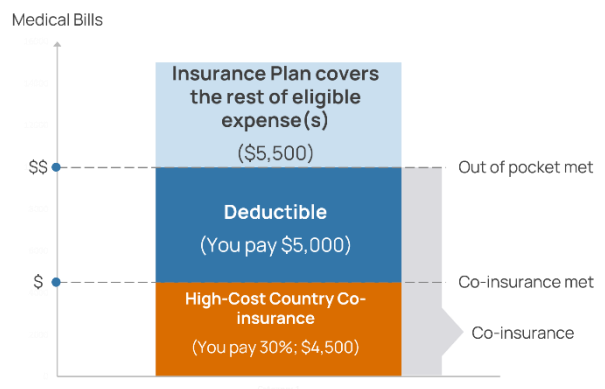 Medical Bills
Insurance Plan covers
the rest of eligible
expense(s)
($5,500)
$$
Out of pocket met
Deductible
(You pay $5,000)
$
Co-insurance met
High-Cost Country Co-
insurance
(You pay 30%; $4,500)
Co-insurance